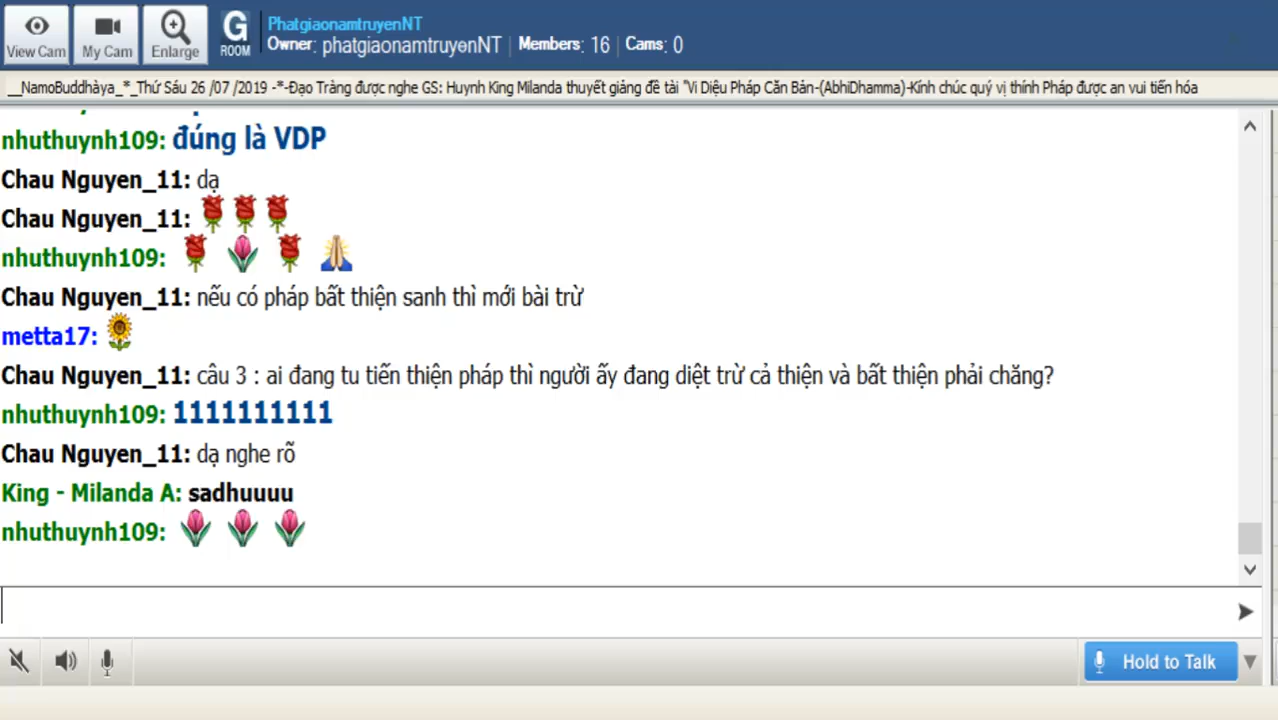 View Cam
My Cam
Enlarge
G
ROOM
PhatgiaonamtruyenNT
Owner: phatgiaonamtruyenNT | Members: 16 | Cams: 0
__NamoBuddhàya_*_Thứ Sáu 26 /07 /2019 -*-Đạo Tràng được nghe GS: Huynh King Milanda thuyết giảng đề tài "Vi Diệu Pháp Căn Bản-(AbhiDhamma)-Kính chúc quý vị thính Pháp được an vui tiến hóa
nhuthuynh109: đúng là VDP
Chau Nguyen_11: dạ
Chau Nguyen_11:
nhuthuynh109:
Chau Nguyen_11: nếu có pháp bất thiện sanh thì mới bài trừ
metta17:
Chau Nguyen_11: câu 3 : ai đang tu tiến thiện pháp thì người ấy đang diệt trừ cả thiện và bất thiện phải chăng?
nhuthuynh109: 1111111111
Chau Nguyen_11: dạ nghe rõ
King - Milanda A: sadhuuuu
nhuthuynh109:
Hold to Talk